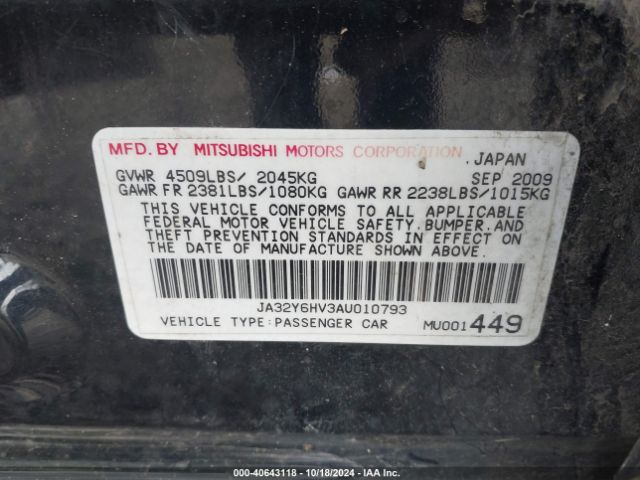 MFD. BY MITSUBISHI MOTORS CORPORATION, JAPAN
GVWR 4509LBS/ 2045KG SEP 2009
GAWR FR 2381LBS/1080KG GAWR RR 2238LBS/1015KG
THIS VEHICLE CONFORMS TO ALL APPLICABLE
FEDERAL MOTOR VEHICLE SAFETY, BUMPER, AND
THEFT PREVENTION STANDARDS IN EFFECT ON
THE DATE OF MANUFACTURE SHOWN ABOVE.
JA32Y6HV3AU010793
VEHICLE TYPE:PASSENGER CAR MU001449
000-40643118 | 10/18/2024 | IAA Inc.